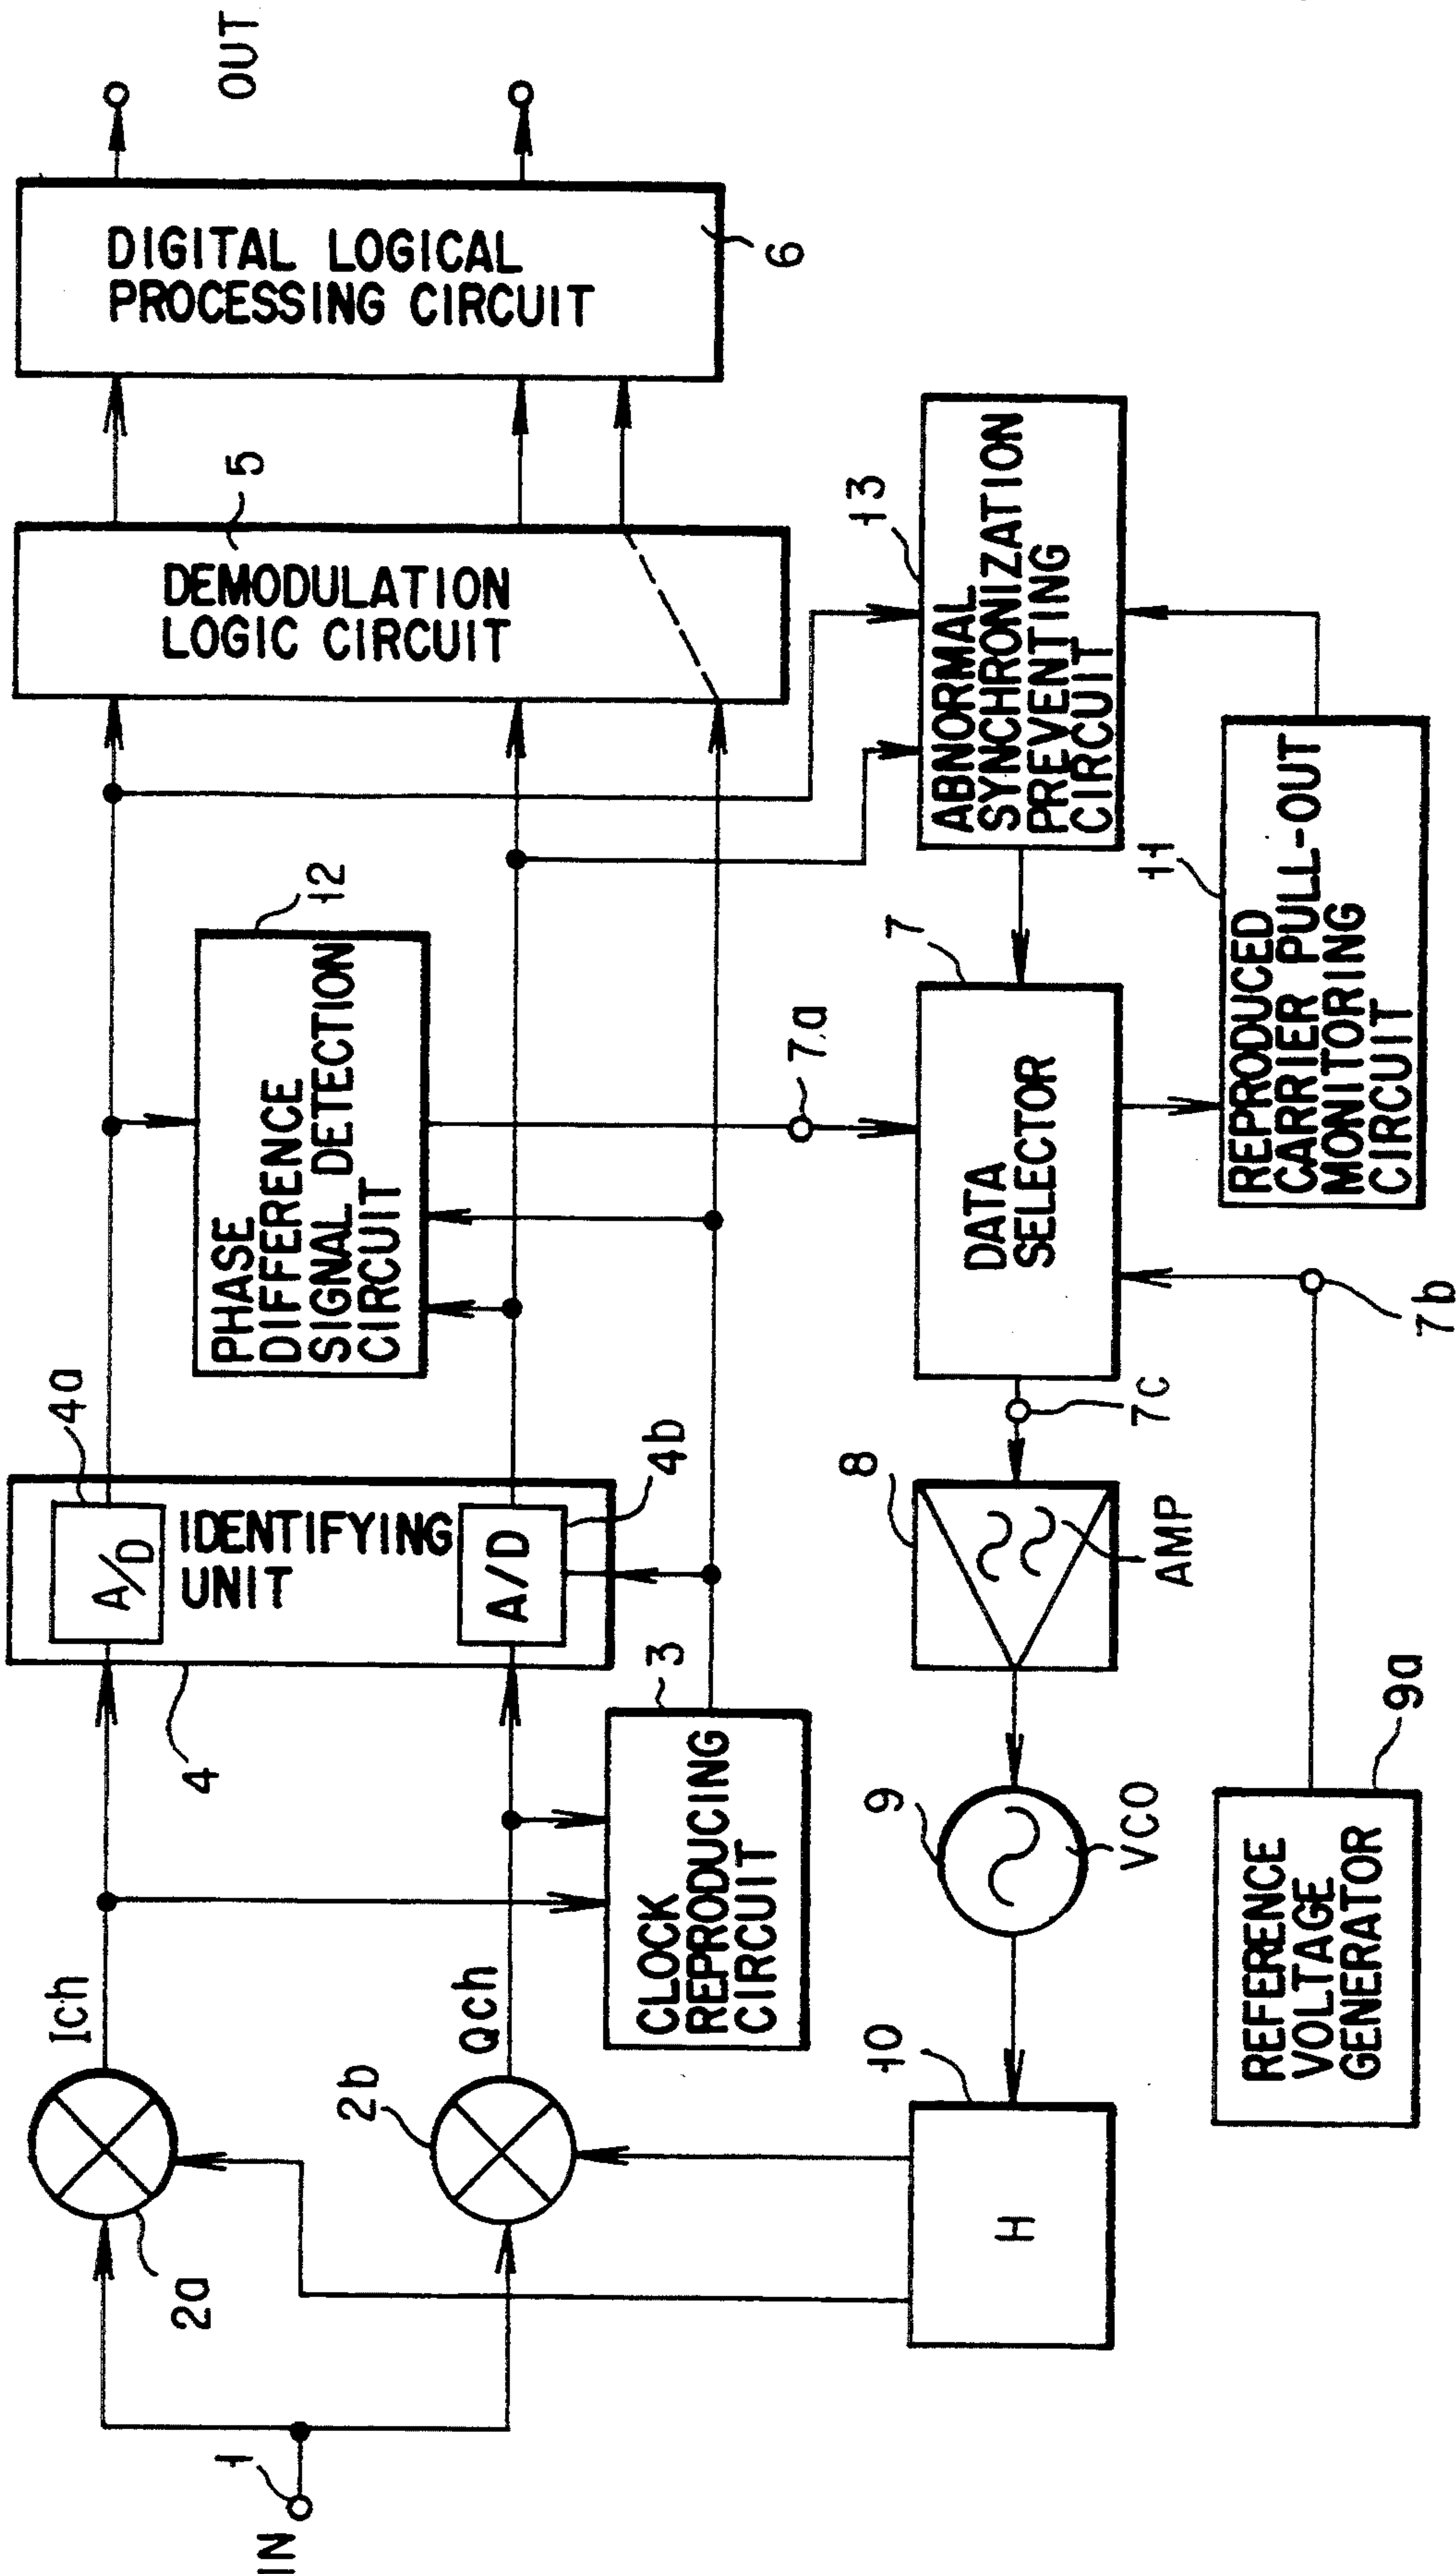 IN
1
2a
Ich
2b
Qch
4
4a
A/D
IDENTIFYING
UNIT
A/D
4b
3
CLOCK
REPRODUCING
CIRCUIT
12
PHASE
DIFFERENCE
SIGNAL DETECTION
CIRCUIT
5
DEMODULATION
LOGIC CIRCUIT
DIGITAL LOGICAL
PROCESSING CIRCUIT
6
OUT
10
H
9
VCO
8
AMP
7c
7
DATA
SELECTOR
7a
7b
13
ABNORMAL
SYNCHRONIZATION
PREVENTING
CIRCUIT
11
REPRODUCED
CARRIER PULL-OUT
MONITORING
CIRCUIT
9a
REFERENCE
VOLTAGE
GENERATOR